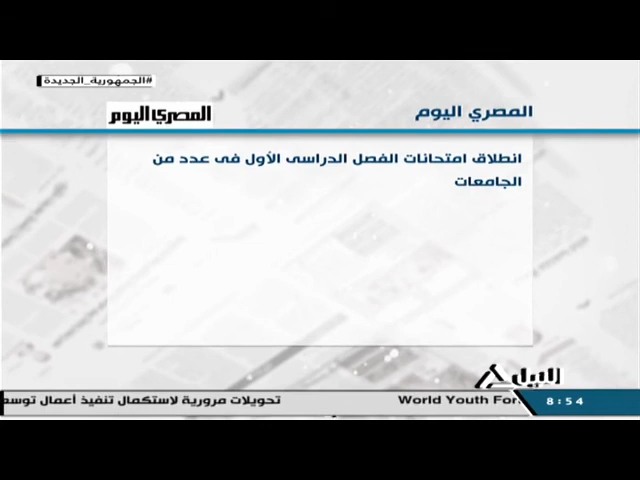 #الجمهورية_الجديدة
المصري اليوم
المصري اليوم
انطلاق امتحانات الفصل الدراسى الأول فى عدد من
الجامعات
النيل
8:54
World Youth For
تحويلات مرورية لاستكمال تنفيذ أعمال توسع